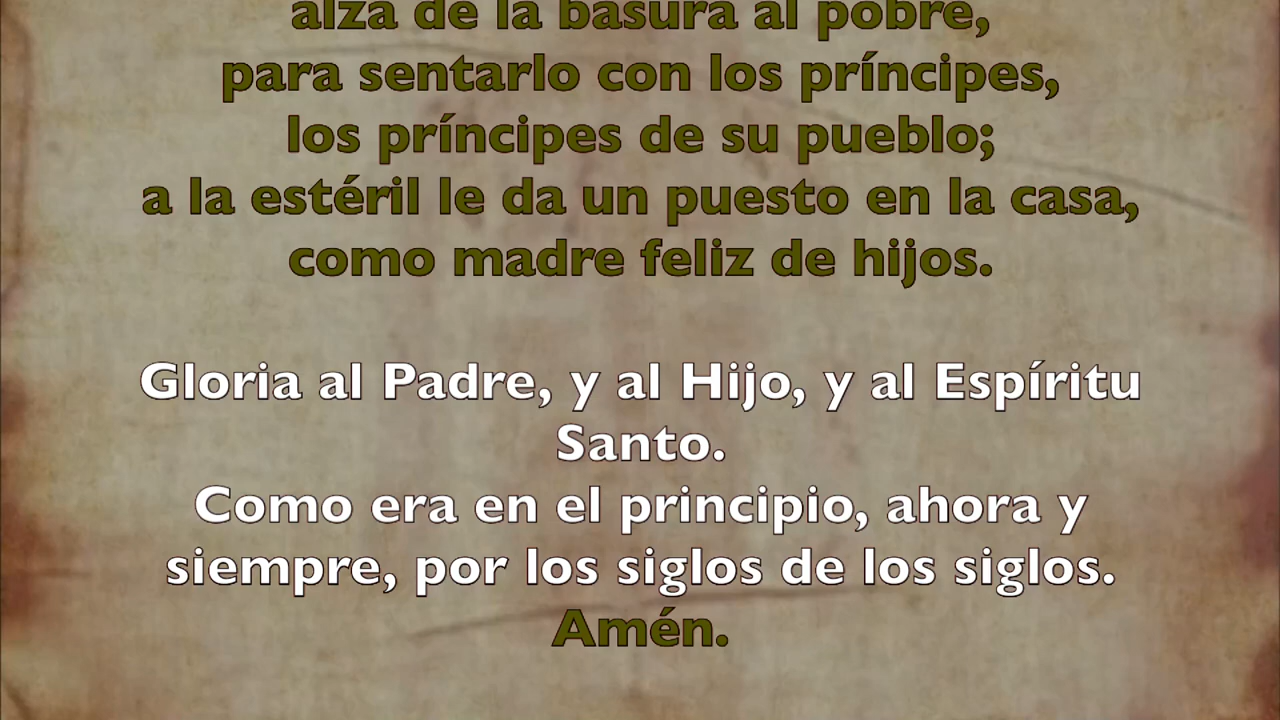 alza de la basura al pobre,
para sentarlo con los príncipes,
los príncipes de su pueblo;
a la estéril le da un puesto en la casa,
como madre feliz de hijos.
Gloria al Padre, y al Hijo, y al Espíritu
Santo.
Como era en el principio, ahora y
siempre, por los siglos de los siglos.
Amén.